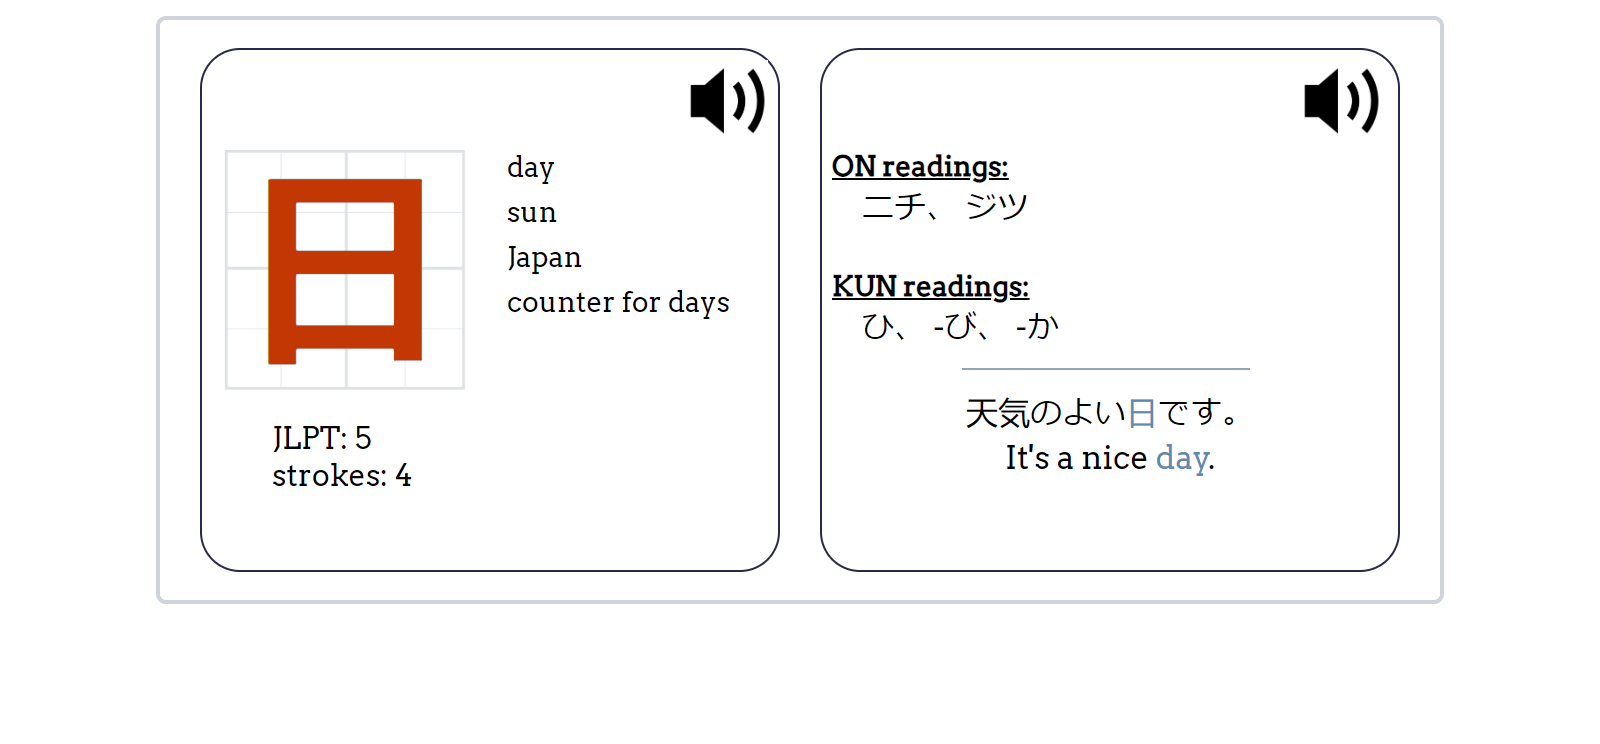 日
day
sun
Japan
counter for days
JLPT: 5
strokes: 4
ON readings:
ニチ、 ジツ
KUN readings:
ひ、 -び、 -か
天気のよい日です。
It's a nice day.